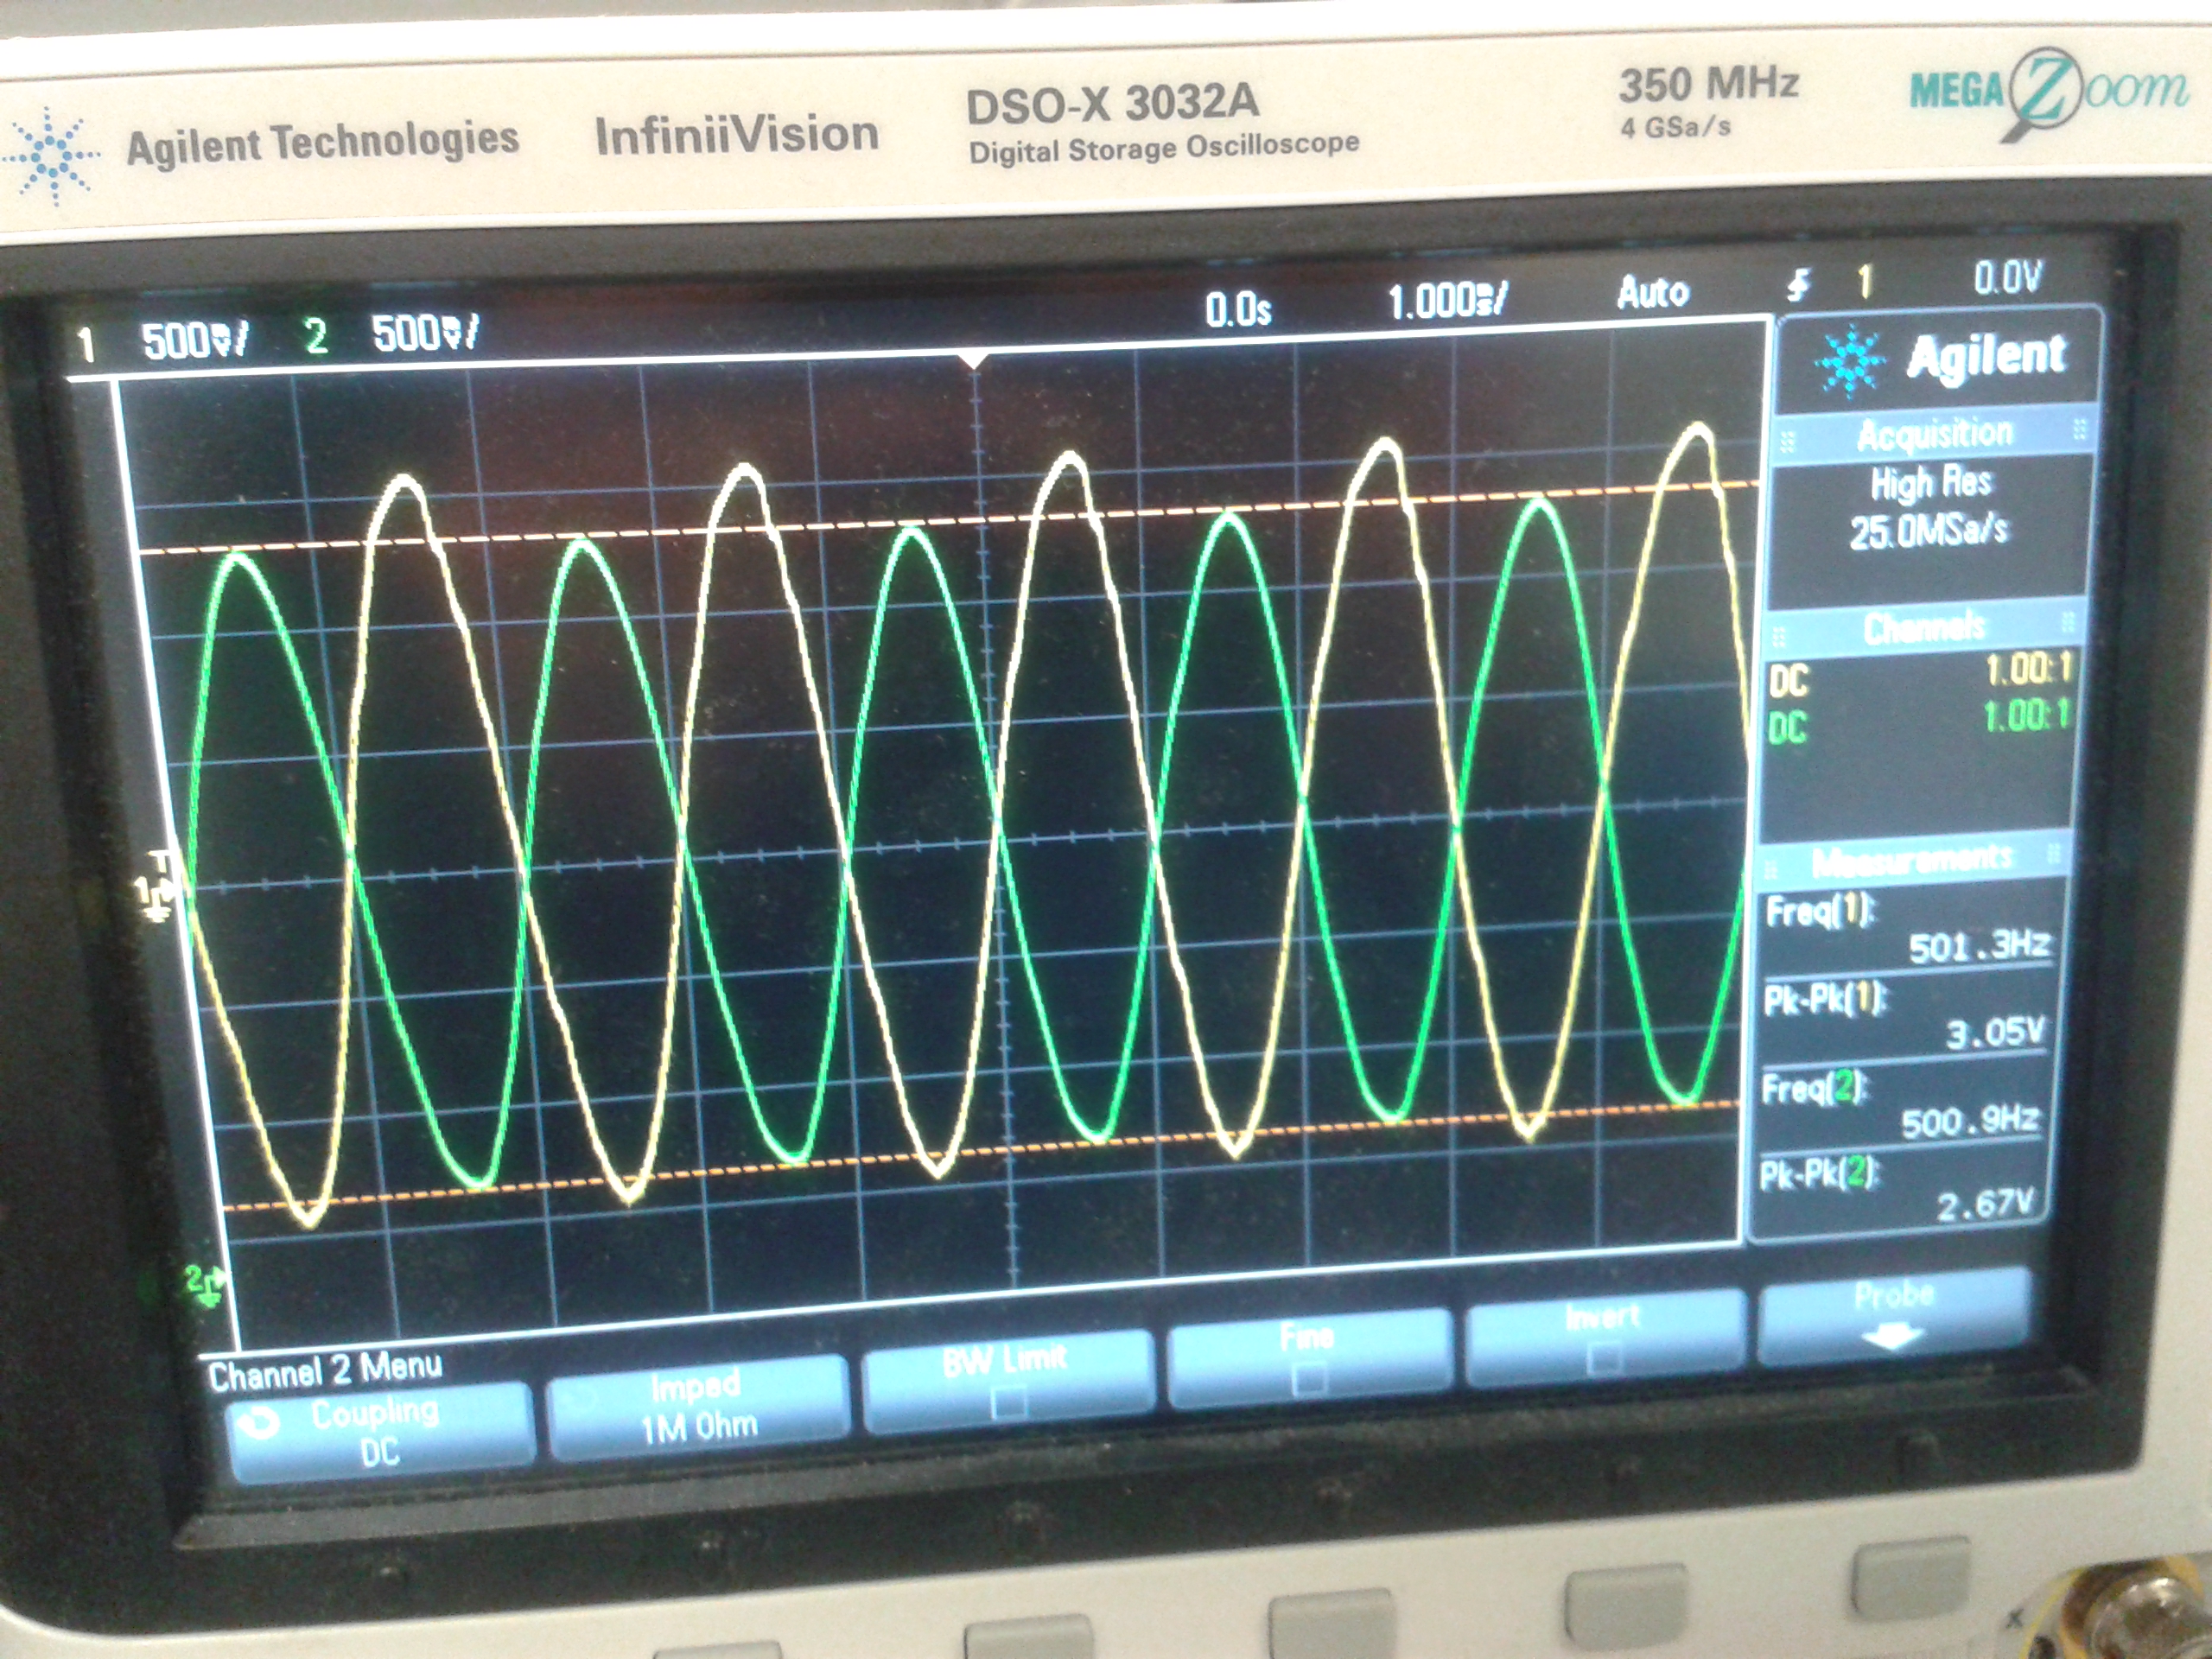 Agilent Technologies InfiniiVision DSO-X 3032A 350 MHz MEGA Zoom
Digital Storage Oscilloscope 4 GSa/s
1 500mV/ 2 500mV/ 0.0s 1.000ms/ Auto 1 0.0V
Agilent
Acquisition
High Res
25.0MSa/s
Channels
DC 1.00:1
DC 1.00:1
Measurements
Freq(1):
501.3Hz
Pk-Pk(1):
3.05V
Freq(2):
500.9Hz
Pk-Pk(2):
2.67V
T
1
2
Channel 2 Menu
Coupling
DC
Imped
1M Ohm
BW Limit
Fine
Invert
Probe
X